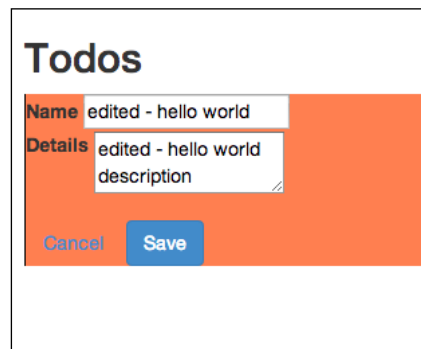 Todos
Name edited - hello world
Details edited - hello world
description
Cancel Save